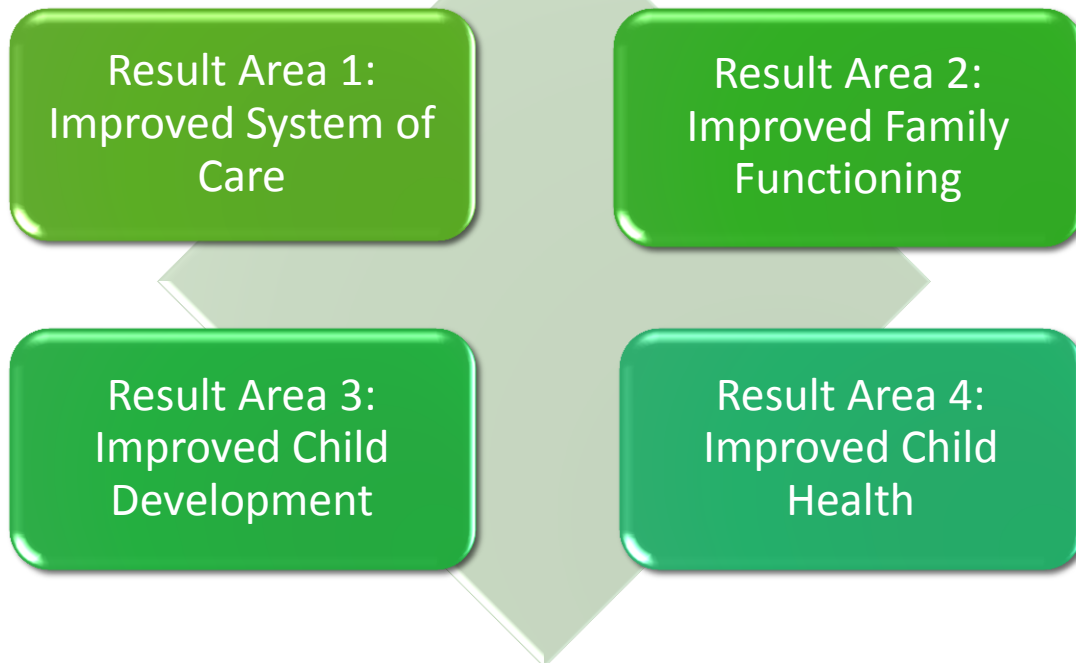 Result Area 1:
Improved System of
Care
Result Area 2:
Improved Family
Functioning
Result Area 3:
Improved Child
Development
Result Area 4:
Improved Child
Health